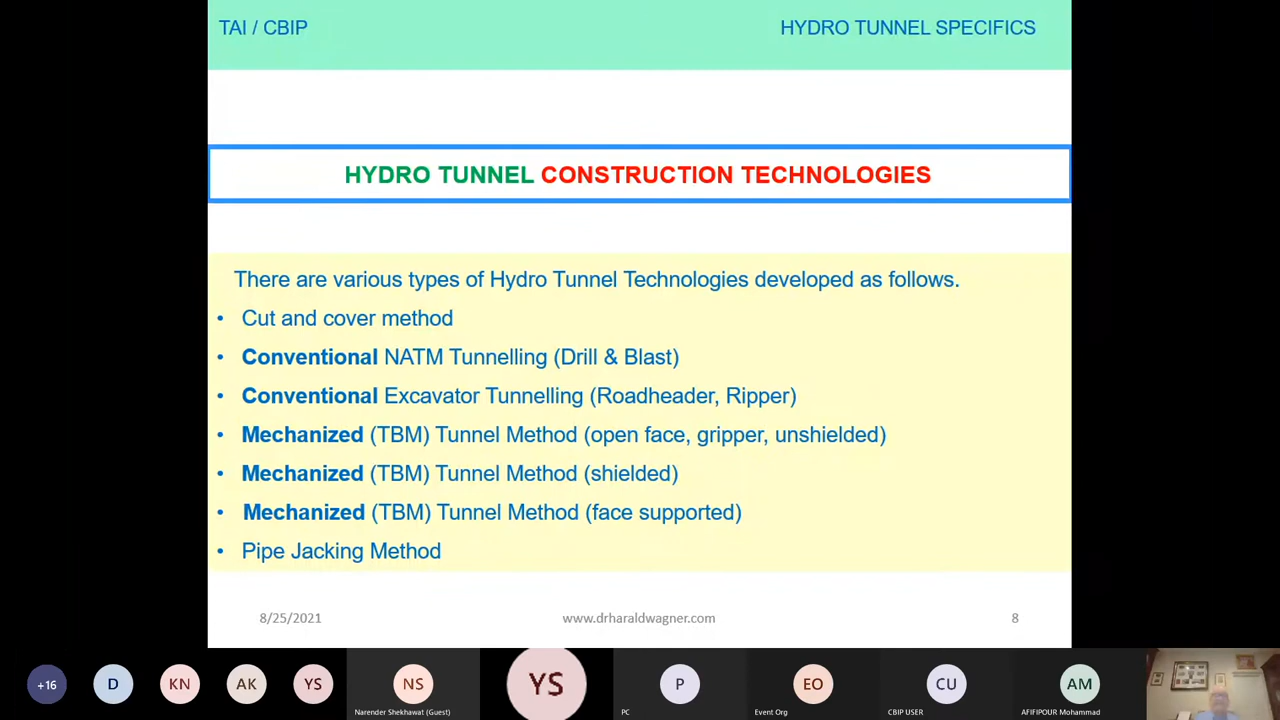 TAI / CBIP
HYDRO TUNNEL SPECIFICS
HYDRO TUNNEL CONSTRUCTION TECHNOLOGIES
There are various types of Hydro Tunnel Technologies developed as follows.
• Cut and cover method
• Conventional NATM Tunnelling (Drill & Blast)
• Conventional Excavator Tunnelling (Roadheader, Ripper)
• Mechanized (TBM) Tunnel Method (open face, gripper, unshielded)
• Mechanized (TBM) Tunnel Method (shielded)
• Mechanized (TBM) Tunnel Method (face supported)
• Pipe Jacking Method
8/25/2021
www.drharaldwagner.com
8
+16
D
KN
AK
YS
NS
YS
P
EO
CU
AM
Narender Shekhawat (Guest)
PC
Event Org
CBIP USER
AFIFIPOUR Mohammad